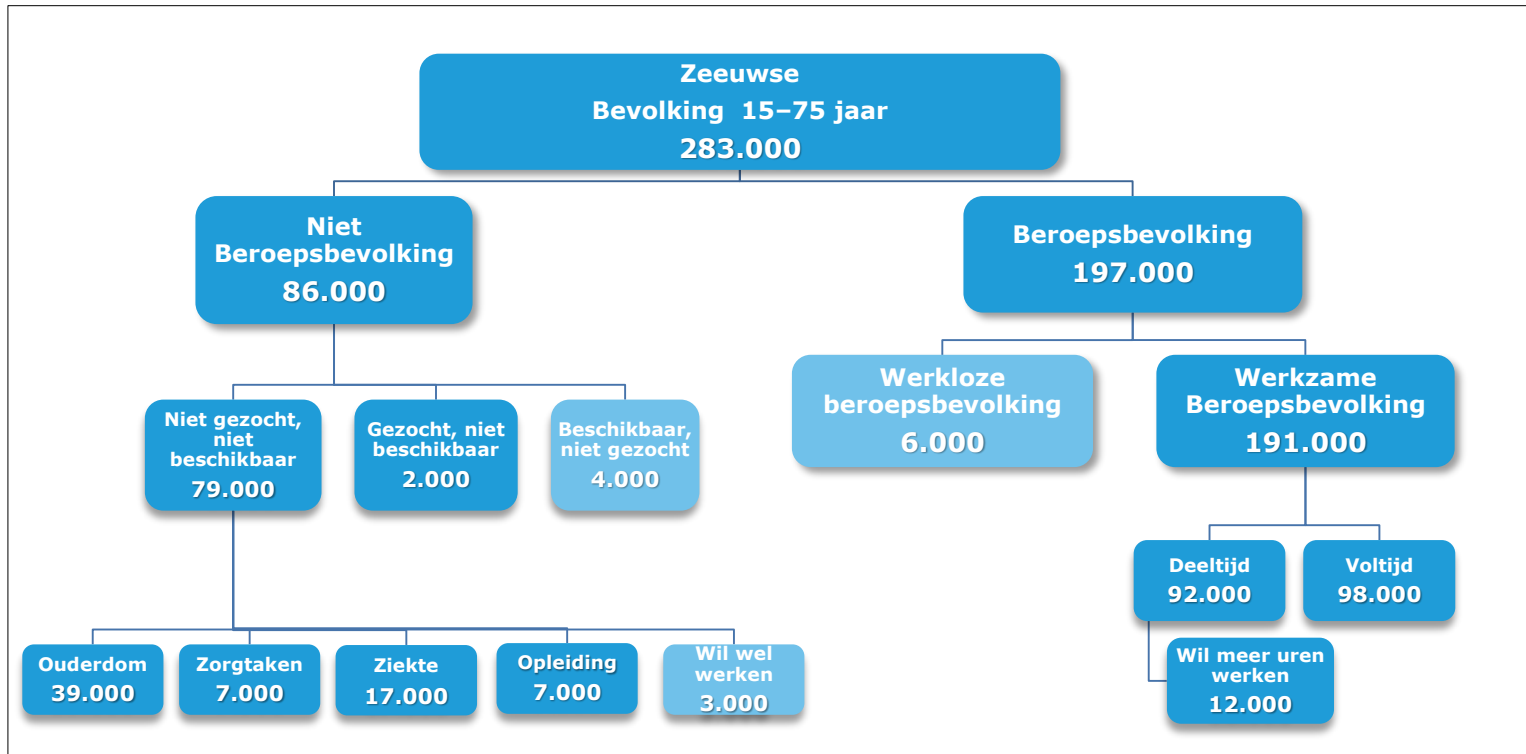 Zeeuwse
Bevolking 15–75 jaar
283.000
Niet
Beroepsbevolking
86.000
Beroepsbevolking
197.000
Werkloze
beroepsbevolking
6.000
Werkzame
Beroepsbevolking
191.000
Niet gezocht,
niet
beschikbaar
79.000
Gezocht, niet
beschikbaar
2.000
Beschikbaar,
niet gezocht
4.000
Deeltijd
92.000
Voltijd
98.000
Ouderdom
39.000
Zorgtaken
7.000
Ziekte
17.000
Opleiding
7.000
Wil wel
werken
3.000
Wil meer uren
werken
12.000